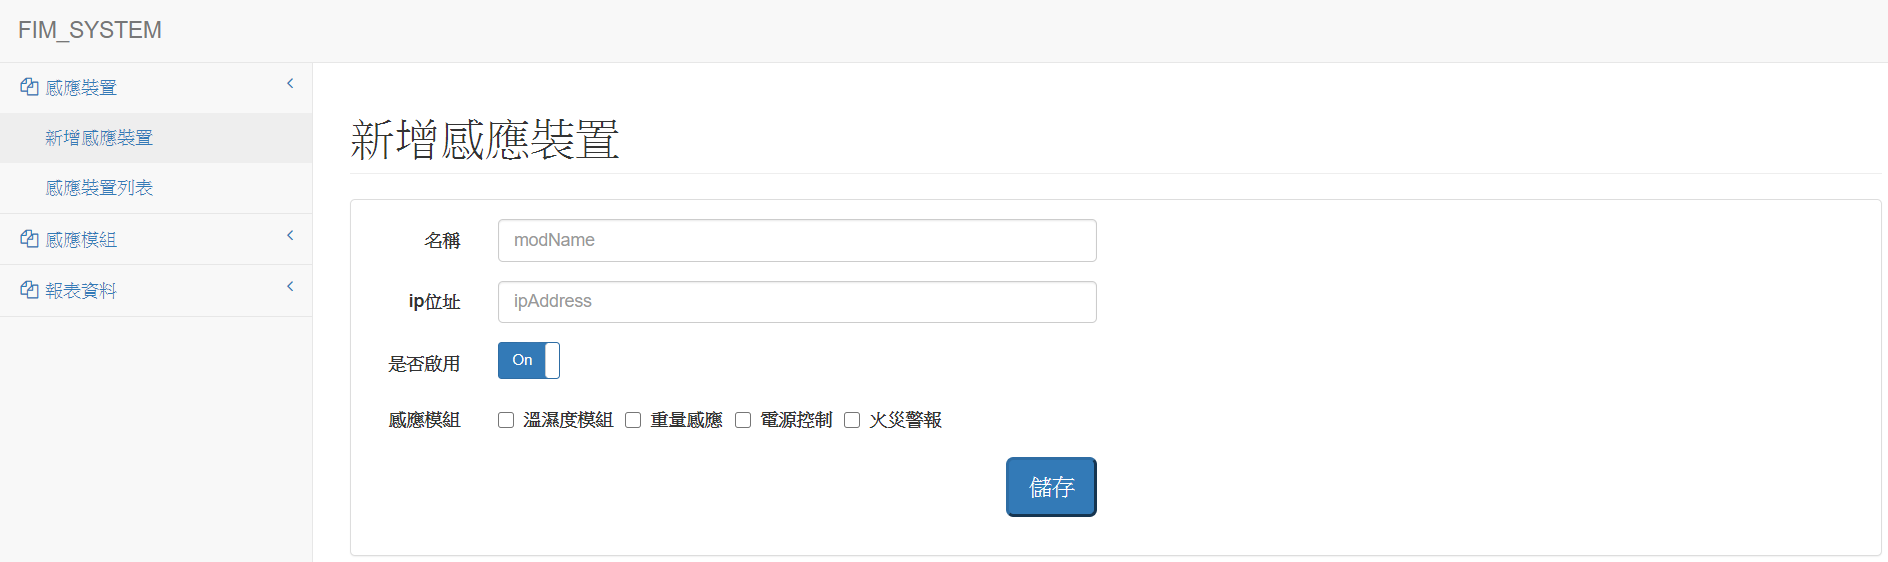 FIM_SYSTEM
感應裝置
新增感應裝置
感應裝置列表
感應模組
報表資料
新增感應裝置
名稱 modName
ip位址 ipAddress
是否啟用 On
感應模組 溫濕度模組 重量感應 電源控制 火災警報
儲存